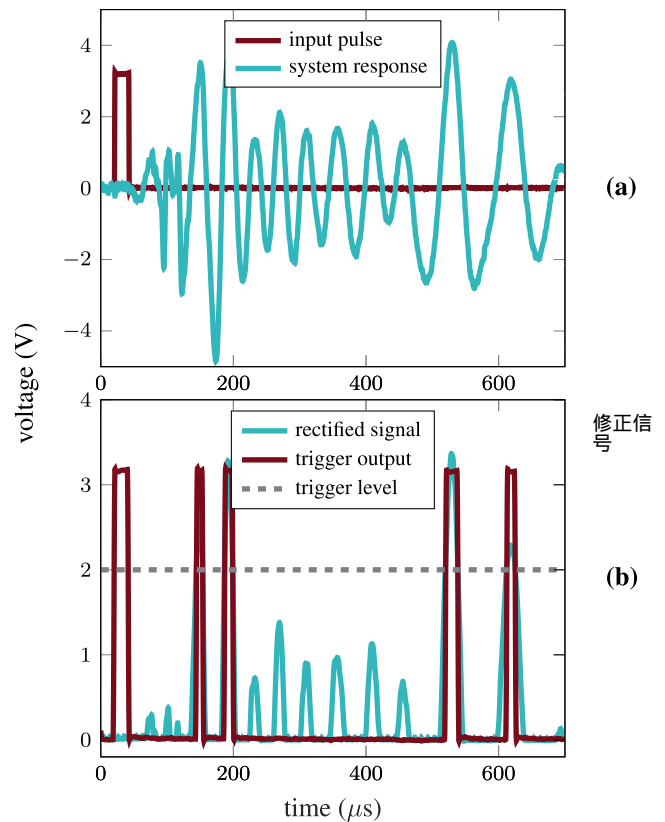 4
2
0
−2
−4
input pulse
system response
(a)
0
200
400
600
voltage (V)
4
3
2
1
0
rectified signal
trigger output
trigger level
修正信
号
(b)
0
200
400
600
time (μs)